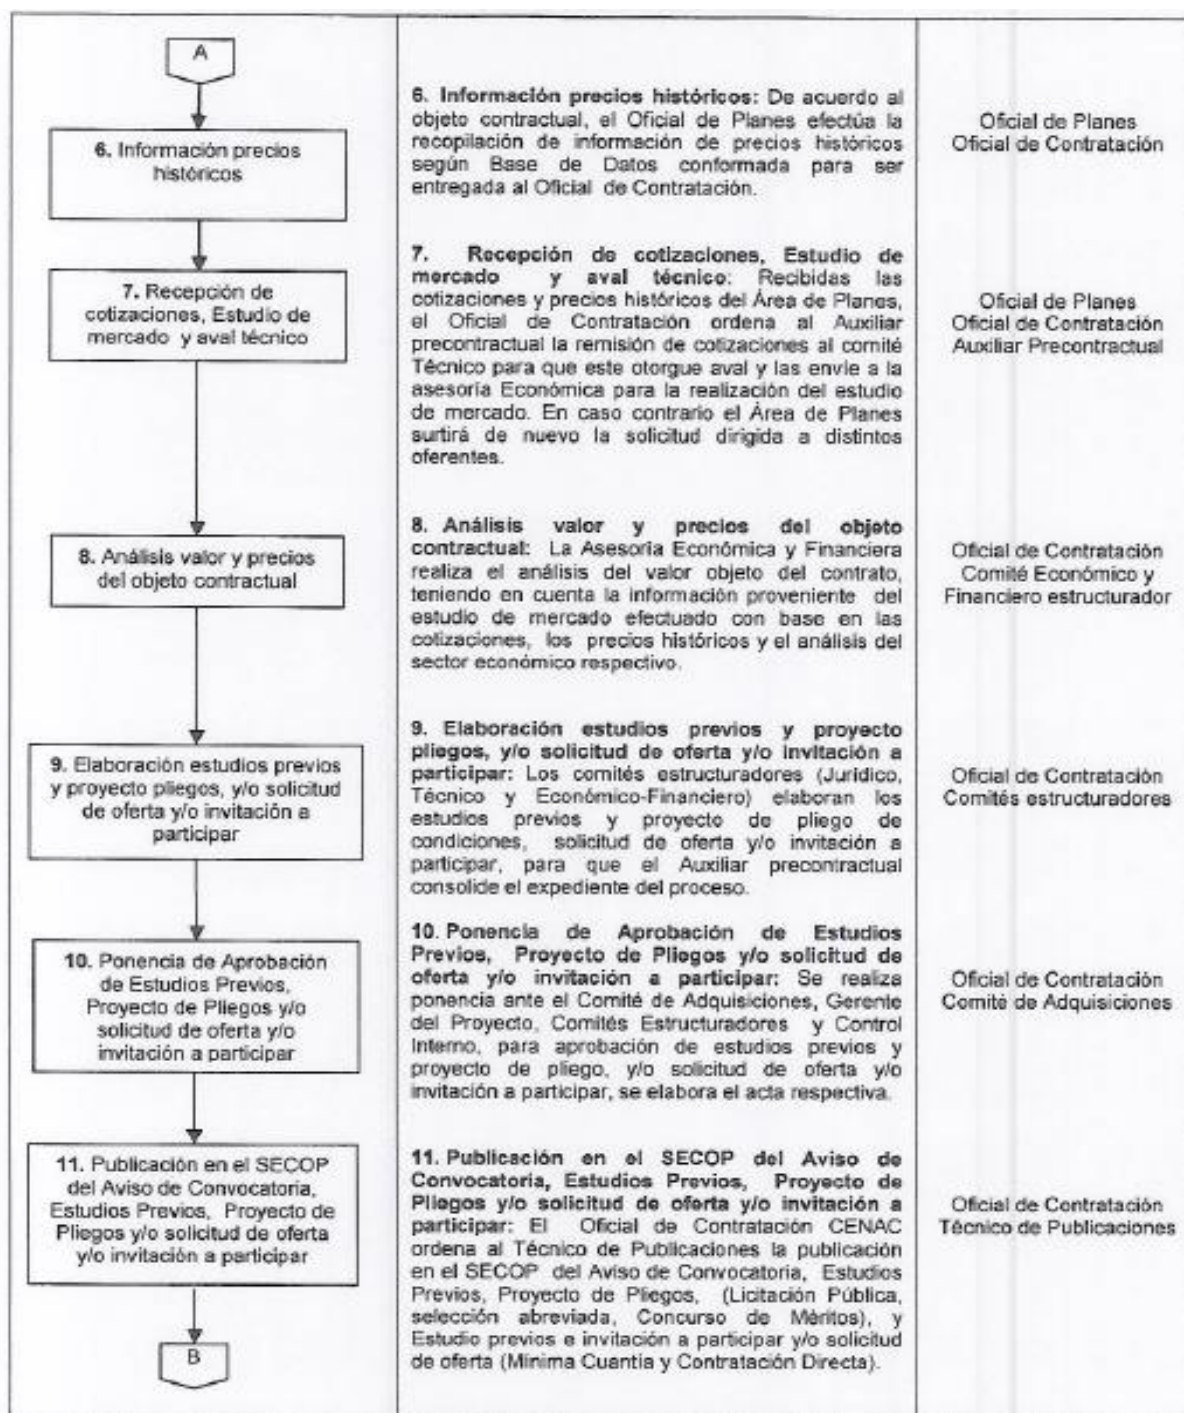 A
6. Información precios
históricos
6. Información precios históricos: De acuerdo al
objeto contractual, el Oficial de Planes efectúa la
recopilación de información de precios históricos
según Base de Datos conformada para ser
entregada al Oficial de Contratación.
Oficial de Planes
Oficial de Contratación
7. Recepción de
cotizaciones, Estudio de
mercado y aval técnico
7. Recepción de cotizaciones, Estudio de
mercado y aval técnico: Recibidas las
cotizaciones y precios históricos del Área de Planes,
el Oficial de Contratación ordena al Auxiliar
precontractual la remisión de cotizaciones al comité
Técnico para que este otorgue aval y las envíe a la
asesoría Económica para la realización del estudio
de mercado. En caso contrario el Área de Planes
surtirá de nuevo la solicitud dirigida a distintos
oferentes.
Oficial de Planes
Oficial de Contratación
Auxiliar Precontractual
8. Análisis valor y precios
del objeto contractual
8. Análisis valor y precios del objeto
contractual: La Asesoría Económica y Financiera
realiza el análisis del valor objeto del contrato,
teniendo en cuenta la información proveniente del
estudio de mercado efectuado con base en las
cotizaciones, los precios históricos y el análisis del
sector económico respectivo.
Oficial de Contratación
Comité Económico y
Financiero estructurador
9. Elaboración estudios previos
y proyecto pliegos, y/o solicitud
de oferta y/o invitación a
participar
9. Elaboración estudios previos y proyecto
pliegos, y/o solicitud de oferta y/o invitación a
participar: Los comités estructuradores (Jurídico,
Técnico y Económico-Financiero) elaboran los
estudios previos y proyecto de pliego de
condiciones, solicitud de oferta y/o invitación a
participar, para que el Auxiliar precontractual
consolide el expediente del proceso.
Oficial de Contratación
Comités estructuradores
10. Ponencia de Aprobación
de Estudios Previos,
Proyecto de Pliegos y/o
solicitud de oferta y/o
invitación a participar
10. Ponencia de Aprobación de Estudios
Previos, Proyecto de Pliegos y/o solicitud de
oferta y/o invitación a participar: Se realiza
ponencia ante el Comité de Adquisiciones, Gerente
del Proyecto, Comités Estructuradores y Control
Interno, para aprobación de estudios previos y
proyecto de pliego, y/o solicitud de oferta y/o
invitación a participar, se elabora el acta respectiva.
Oficial de Contratación
Comité de Adquisiciones
11. Publicación en el SECOP
del Aviso de Convocatoria,
Estudios Previos, Proyecto de
Pliegos y/o solicitud de oferta
y/o invitación a participar
11. Publicación en el SECOP del Aviso de
Convocatoria, Estudios Previos, Proyecto de
Pliegos y/o solicitud de oferta y/o invitación a
participar: El Oficial de Contratación CENAC
ordena al Técnico de Publicaciones la publicación
en el SECOP del Aviso de Convocatoria, Estudios
Previos, Proyecto de Pliegos, (Licitación Pública,
selección abreviada, Concurso de Méritos), y
Estudio previos e invitación a participar y/o solicitud
de oferta (Mínima Cuantía y Contratación Directa).
Oficial de Contratación
Técnico de Publicaciones
B